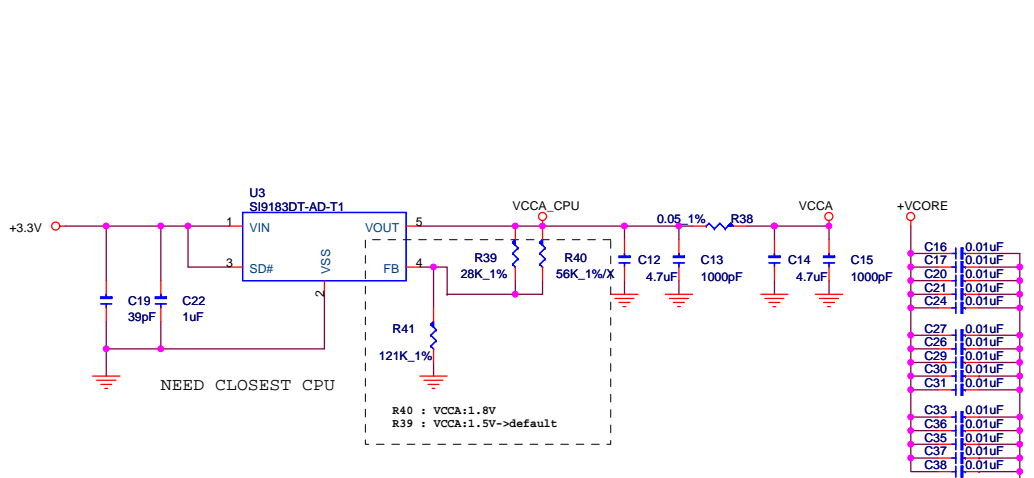 U3
SI9183DT-AD-T1
+3.3V
1
VIN
VOUT
5
VCCA_CPU
0.05_1%
R38
VCCA
+VCORE
3
SD#
VSS
2
FB
4
R39
28K_1%
R40
56K_1%/X
C12
4.7uF
C13
1000pF
C14
4.7uF
C15
1000pF
C19
39pF
C22
1uF
R41
121K_1%
NEED CLOSEST CPU
R40 : VCCA:1.8V
R39 : VCCA:1.5V->default
C16 0.01uF
C17 0.01uF
C20 0.01uF
C21 0.01uF
C24 0.01uF
C27 0.01uF
C26 0.01uF
C29 0.01uF
C30 0.01uF
C31 0.01uF
C33 0.01uF
C36 0.01uF
C35 0.01uF
C37 0.01uF
C38 0.01uF